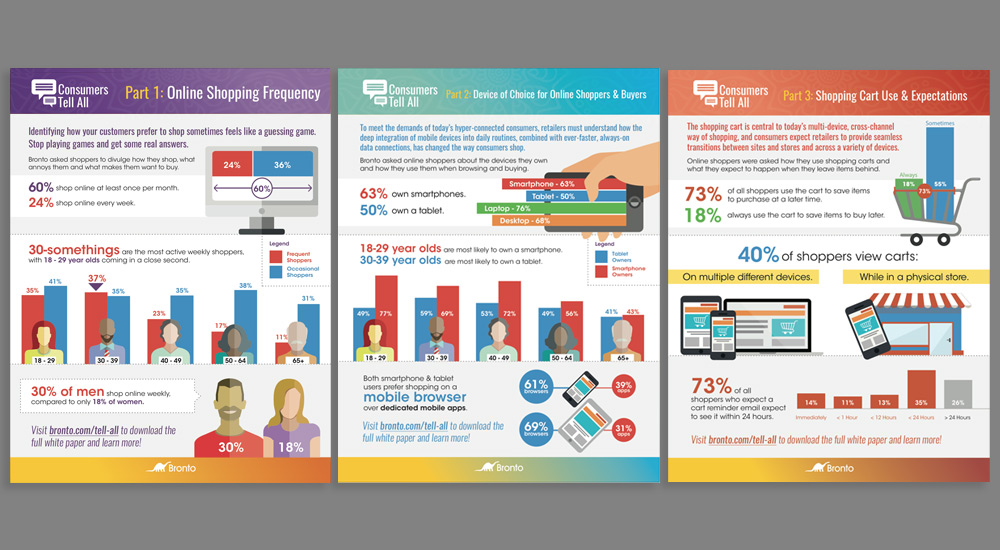 Consumers
Tell All
Part 1: Online Shopping Frequency
Identifying how your customers prefer to shop sometimes feels like a guessing game.
Stop playing games and get some real answers.
Bronto asked shoppers to divulge how they shop, what
annoys them and what makes them want to buy.
60% shop online at least once per month.
24% shop online every week.
24%
36%
60%
30-somethings are the most active weekly shoppers,
with 18 - 29 year olds coming in a close second.
Legend
Frequent
Shoppers
Occasional
Shoppers
35%
41%
37%
35%
23%
35%
17%
38%
11%
31%
18 - 29
30 - 39
40 - 49
50 - 64
65+
30% of men shop online weekly,
compared to only 18% of women.
Visit bronto.com/tell-all to download the
full white paper and learn more!
30%
18%
Bronto
Consumers
Tell All
Part 2: Device of Choice for Online Shoppers & Buyers
To meet the demands of today's hyper-connected consumers, retailers must understand how the
deep integration of mobile devices into daily routines, combined with ever-faster, always-on
data connections, has changed the way consumers shop.
Bronto asked online shoppers about the devices they own
and how they use them when browsing and buying.
63% own smartphones.
50% own a tablet.
Smartphone - 63%
Tablet - 50%
Laptop - 76%
Desktop - 68%
18-29 year olds are most likely to own a smartphone.
30-39 year olds are most likely to own a tablet.
Legend
Tablet
Owners
Smartphone
Owners
49%
77%
59%
69%
53%
72%
49%
56%
41%
43%
18 - 29
30 - 39
40 - 49
50 - 64
65+
Both smartphone & tablet
users prefer shopping on a
mobile browser
over dedicated mobile apps.
Visit bronto.com/tell-all to download the
full white paper and learn more!
61%
browsers
39%
apps
69%
browsers
31%
apps
Bronto
Consumers
Tell All
Part 3: Shopping Cart Use & Expectations
The shopping cart is central to today's multi-device, cross-channel
way of shopping, and consumers expect retailers to provide seamless
transitions between sites and stores and across a variety of devices.
Online shoppers were asked how they use shopping carts and
what they expect to happen when they leave items behind.
73% of all shoppers use the cart to save items
to purchase at a later time.
18% always use the cart to save items to buy later.
Sometimes
Always
18%
55%
73%
40% of shoppers view carts:
On multiple different devices.
While in a physical store.
73% of all
shoppers who expect a
cart reminder email expect
to see it within 24 hours.
14%
11%
13%
35%
26%
Immediately
< 1 Hour
< 12 Hours
< 24 Hours
> 24 Hours
Visit bronto.com/tell-all to download the full white paper and learn more!
Bronto